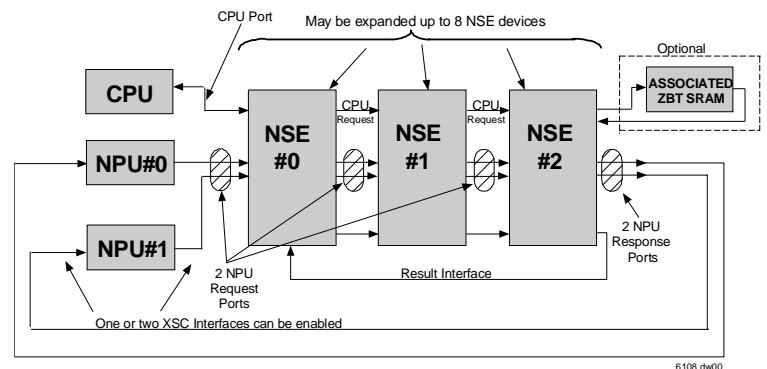 CPU Port
May be expanded up to 8 NSE devices
Optional
CPU
ASSOCIATED
ZBT SRAM
NSE
#0
CPU
Request
NSE
#1
CPU
Request
NSE
#2
NPU#0
NPU#1
2 NPU
Request
Ports
Result Interface
2 NPU
Response
Ports
One or two XSC Interfaces can be enabled
6108 drw00